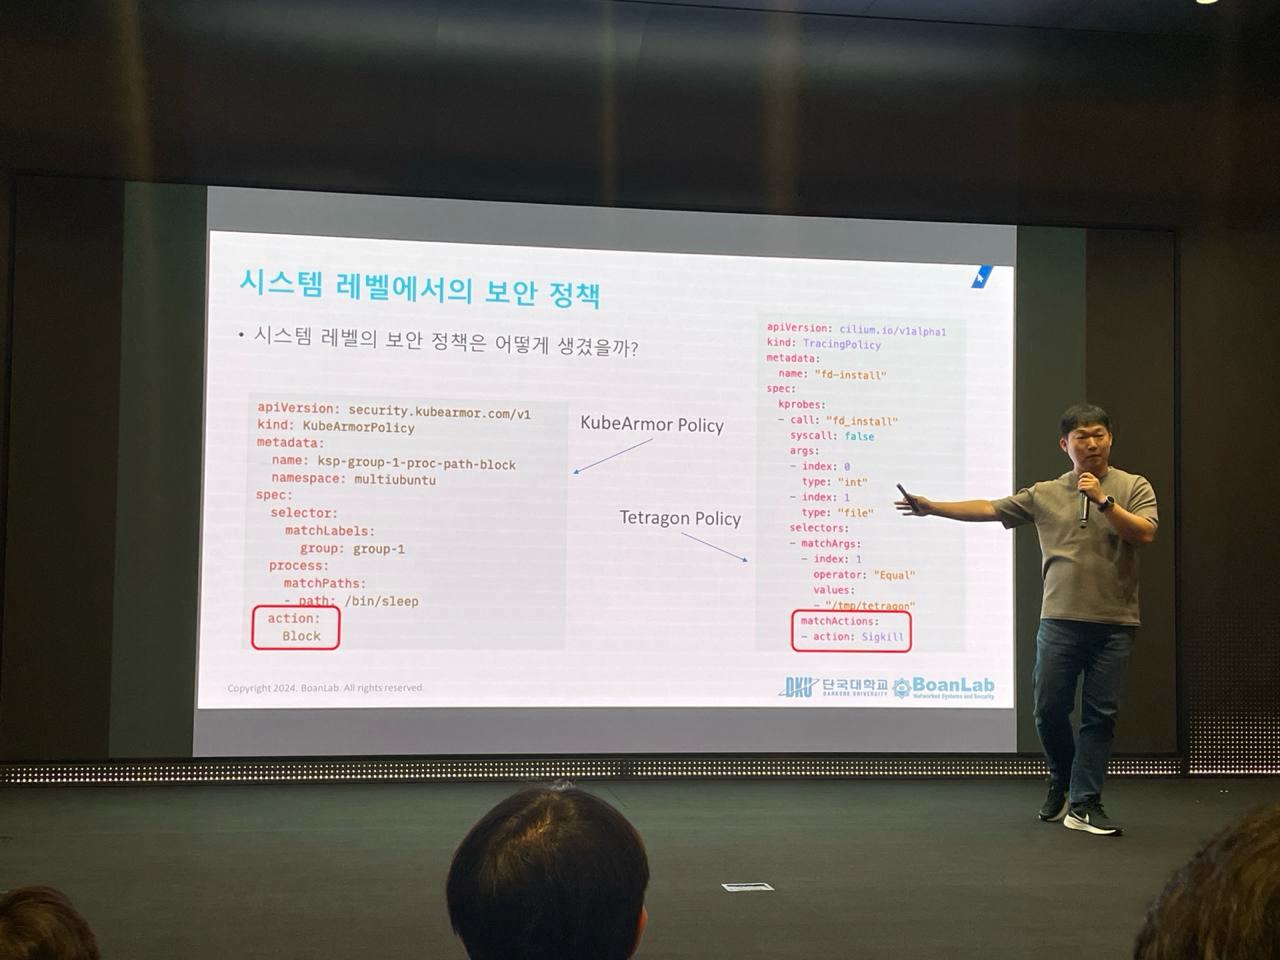 시스템 레벨에서의 보안 정책
• 시스템 레벨의 보안 정책은 어떻게 생겼을까?
apiVersion: security.kubearmor.com/v1
kind: KubeArmorPolicy
metadata:
  name: ksp-group-1-proc-path-block
  namespace: multiubuntu
spec:
  selector:
    matchLabels:
      group: group-1
  process:
    matchPaths:
    - path: /bin/sleep
  action:
    Block
KubeArmor Policy
Tetragon Policy
apiVersion: cilium.io/v1alpha1
kind: TracingPolicy
metadata:
  name: "fd-install"
spec:
  kprobes:
  - call: "fd_install"
    syscall: false
    args:
    - index: 0
      type: "int"
    - index: 1
      type: "file"
    selectors:
    - matchArgs:
      - index: 1
        operator: "Equal"
        values:
        - "/tmp/tetragon"
      matchActions:
      - action: Sigkill
Copyright 2024. BoanLab. All rights reserved.
DKU 단국대학교
DANKOOK UNIVERSITY
BoanLab
Networked Systems and Security